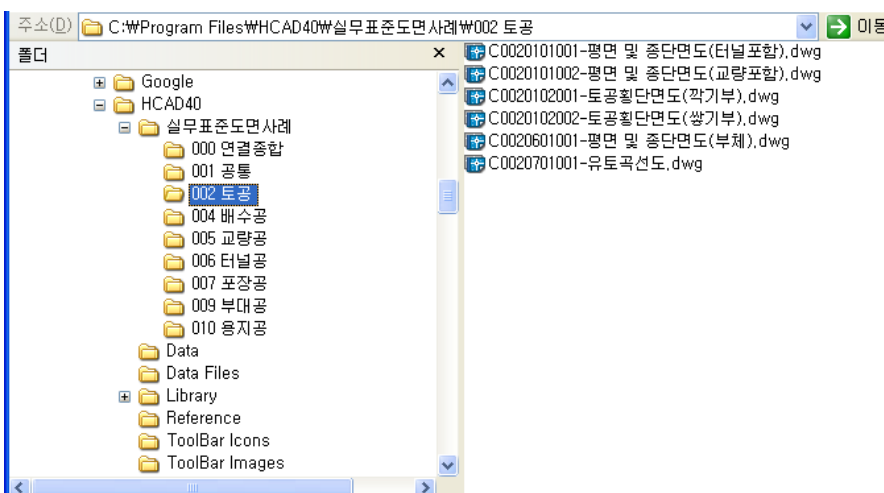 주소(D) C:₩Program Files₩HCAD40₩실무표준도면사례₩002 토공 이동
폴더
Google
HCAD40
실무표준도면사례
000 연결종합
001 공통
002 토공
004 배수공
005 교량공
006 터널공
007 포장공
009 부대공
010 용지공
Data
Data Files
Library
Reference
ToolBar Icons
ToolBar Images
C0020101001-평면 및 종단면도(터널포함).dwg
C0020101002-평면 및 종단면도(교량포함).dwg
C0020102001-토공횡단면도(깍기부).dwg
C0020102002-토공횡단면도(쌓기부).dwg
C0020601001-평면 및 종단면도(부체).dwg
C0020701001-유토곡선도.dwg